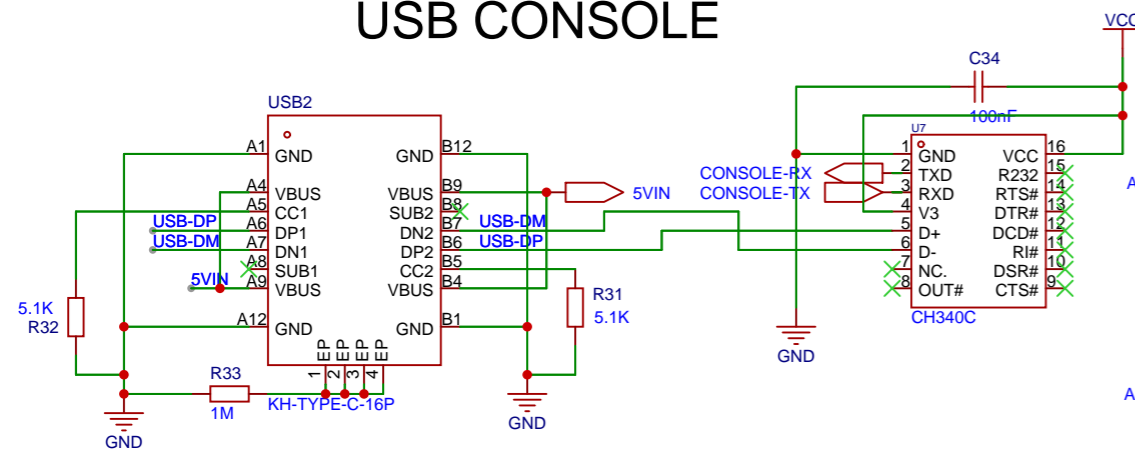 USB CONSOLE
VCC
C34
100nF
USB2
A1 GND GND B12
A4 VBUS VBUS B9
A5 CC1 SUB2 B8
A6 DP1 DN2 B7
A7 DN1 DP2 B6
A8 SUB1 CC2 B5
A9 VBUS VBUS B4
A12 GND GND B1
USB-DP
USB-DM
5VIN
USB-DM
USB-DP
5VIN
5.1K
R32
R31
5.1K
EP EP EP EP
1 2 3 4
R33
1M
KH-TYPE-C-16P
GND
GND
CONSOLE-RX
CONSOLE-TX
U7
1 GND VCC 16
2 TXD R232 15
3 RXD RTS# 14
4 V3 DTR# 13
5 D+ DCD# 12
6 D- RI# 11
7 NC. DSR# 10
8 OUT# CTS# 9
CH340C
GND
A
A